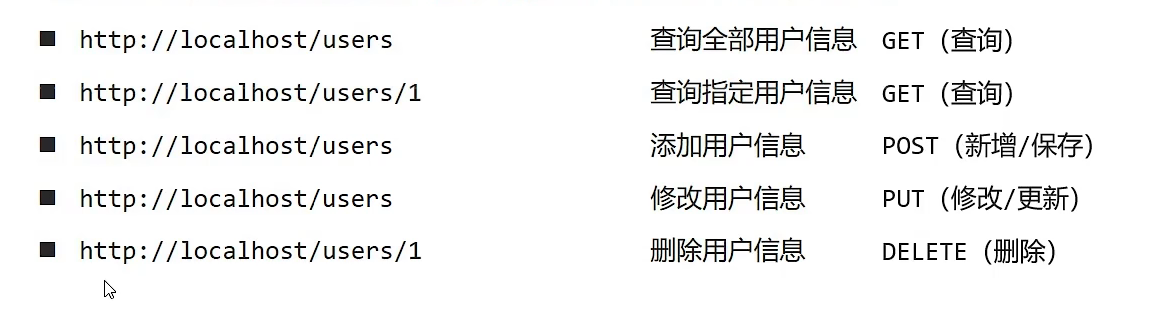 ■ http://localhost/users 查询全部用户信息 GET（查询）
■ http://localhost/users/1 查询指定用户信息 GET（查询）
■ http://localhost/users 添加用户信息 POST（新增/保存）
■ http://localhost/users 修改用户信息 PUT（修改/更新）
■ http://localhost/users/1 删除用户信息 DELETE（删除）